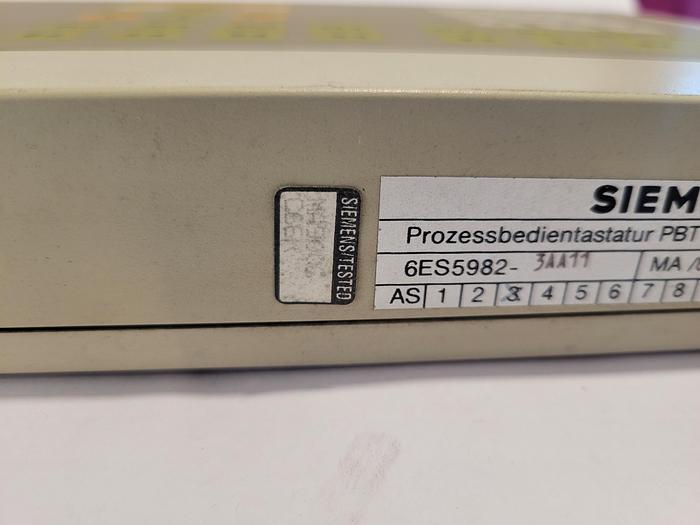 SIEMENS/TESTED
SIEM
Prozessbedientastatur PBT
6ES5982- 3AA11 MA/
AS 1 2 3 4 5 6 7 8